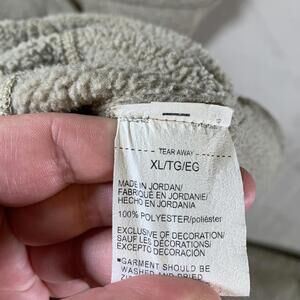 TEAR AWAY
XL/TG/EG
MADE IN JORDAN/
FABRIQUÉ EN JORDANIE/
HECHO EN JORDANIA
100% POLYESTER/poliéster
EXCLUSIVE OF DECORATION/
SAUF LES DÉCORATIONS/
EXCEPTO DECORACIÓN
*GARMENT SHOULD BE
WASHED AND DRIED